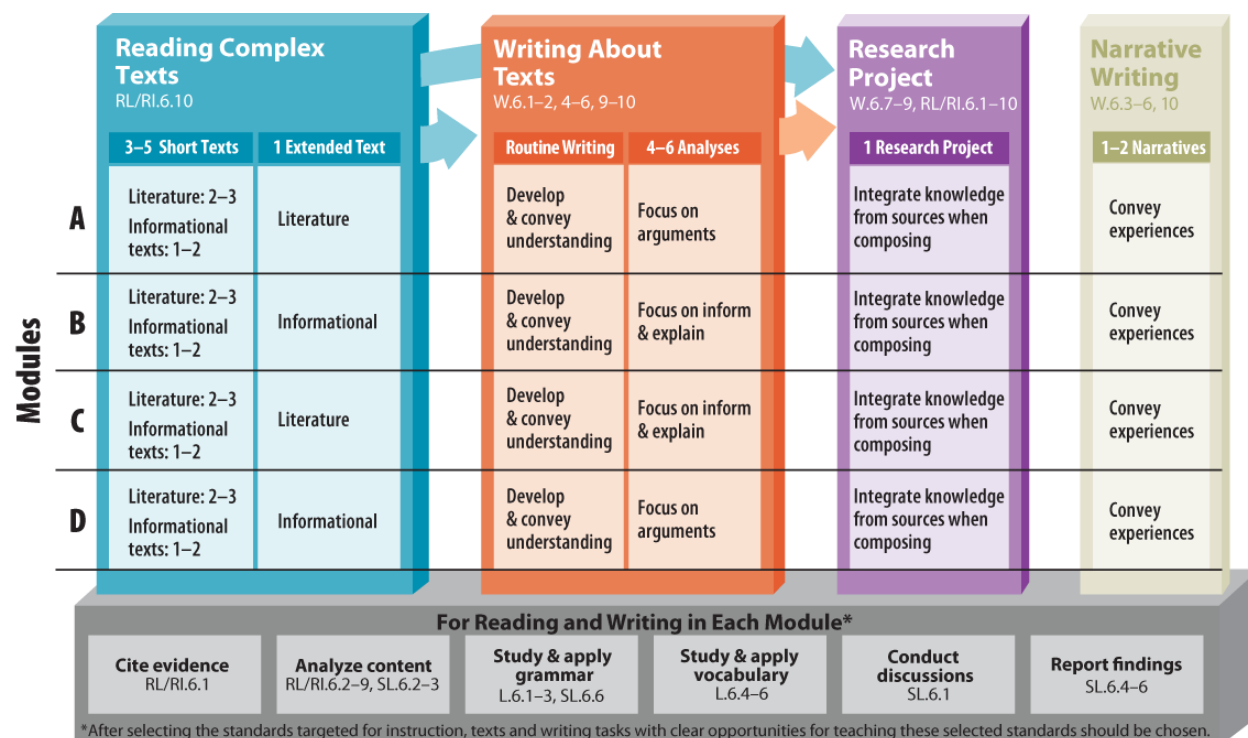 Reading Complex
Texts
RL/RI.6.10
Writing About
Texts
W.6.1–2, 4–6, 9–10
Research
Project
W.6.7–9, RL/RI.6.1–10
Narrative
Writing
W.6.3–6, 10
3–5 Short Texts
1 Extended Text
Routine Writing
4–6 Analyses
1 Research Project
1–2 Narratives
Modules
A
Literature: 2–3
Informational
texts: 1–2
Literature
Develop
& convey
understanding
Focus on
arguments
Integrate knowledge
from sources when
composing
Convey
experiences
B
Literature: 2–3
Informational
texts: 1–2
Informational
Develop
& convey
understanding
Focus on inform
& explain
Integrate knowledge
from sources when
composing
Convey
experiences
C
Literature: 2–3
Informational
texts: 1–2
Literature
Develop
& convey
understanding
Focus on inform
& explain
Integrate knowledge
from sources when
composing
Convey
experiences
D
Literature: 2–3
Informational
texts: 1–2
Informational
Develop
& convey
understanding
Focus on
arguments
Integrate knowledge
from sources when
composing
Convey
experiences
For Reading and Writing in Each Module*
Cite evidence
RL/RI.6.1
Analyze content
RL/RI.6.2–9, SL.6.2–3
Study & apply
grammar
L.6.1–3, SL.6.6
Study & apply
vocabulary
L.6.4–6
Conduct
discussions
SL.6.1
Report findings
SL.6.4–6
*After selecting the standards targeted for instruction, texts and writing tasks with clear opportunities for teaching these selected standards should be chosen.